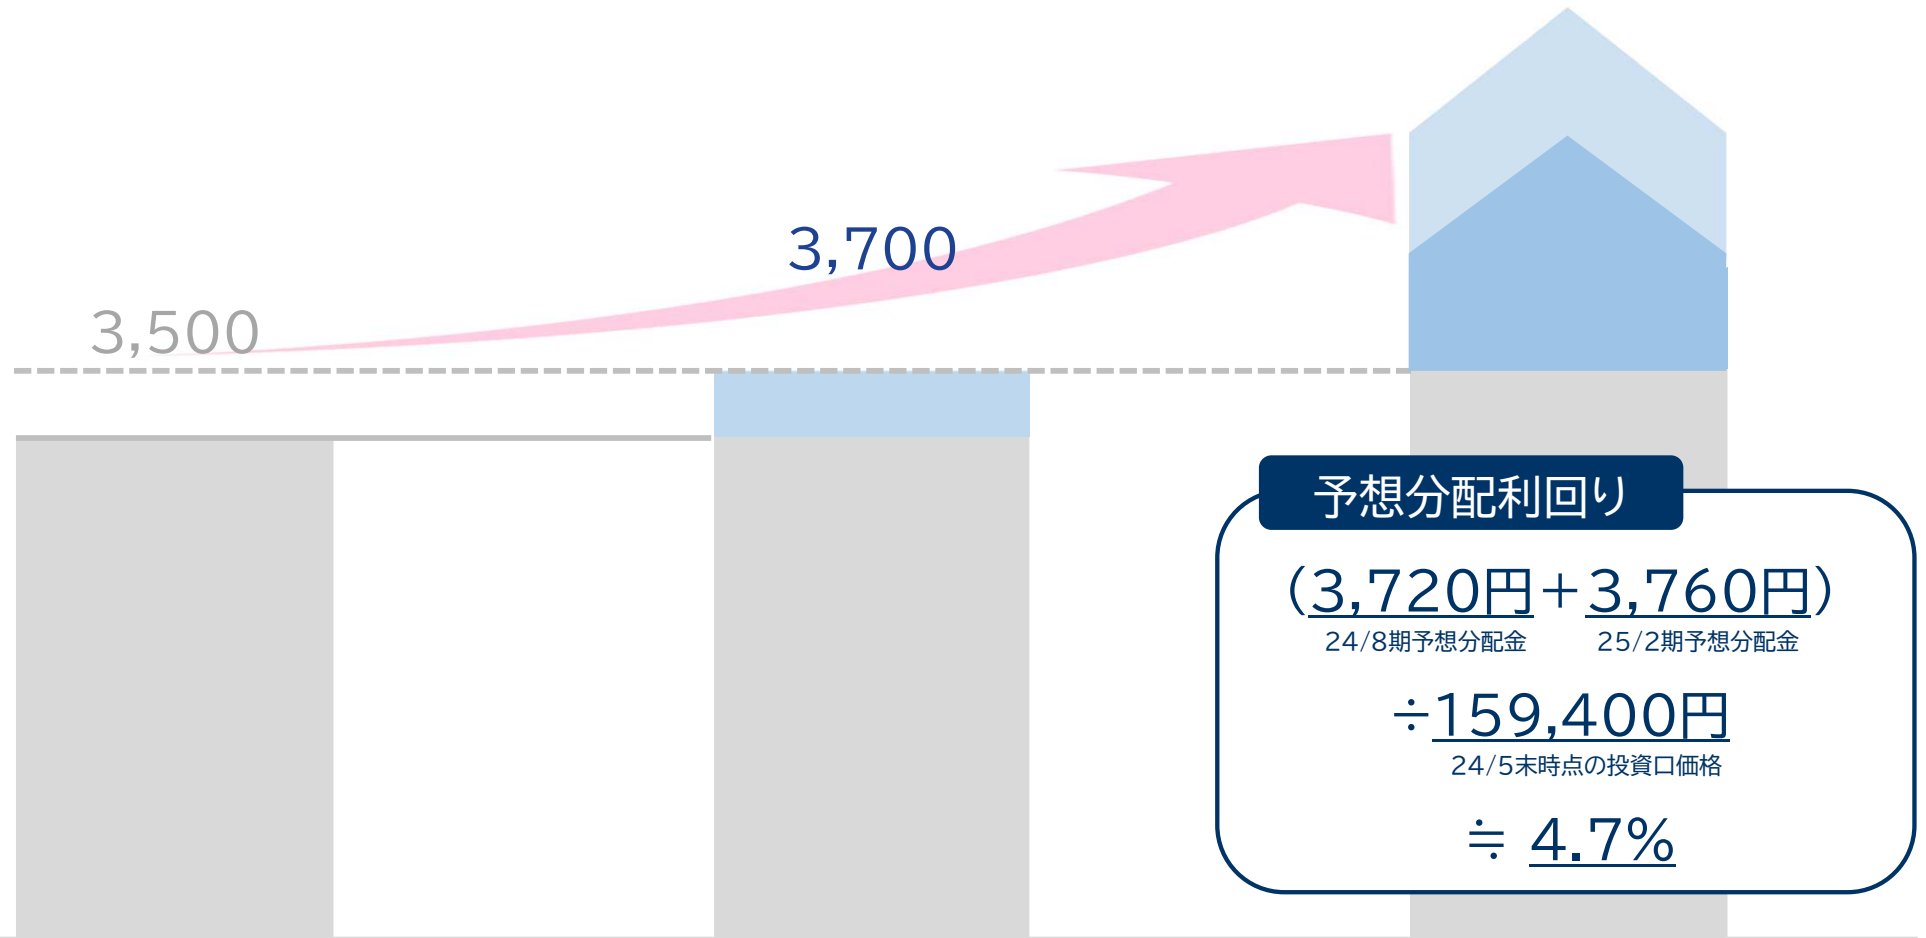 3,700
3,500
予想分配利回り
（3,720円＋3,760円）
24/8期予想分配金 25/2期予想分配金
÷159,400円
24/5末時点の投資口価格
≒ 4.7%